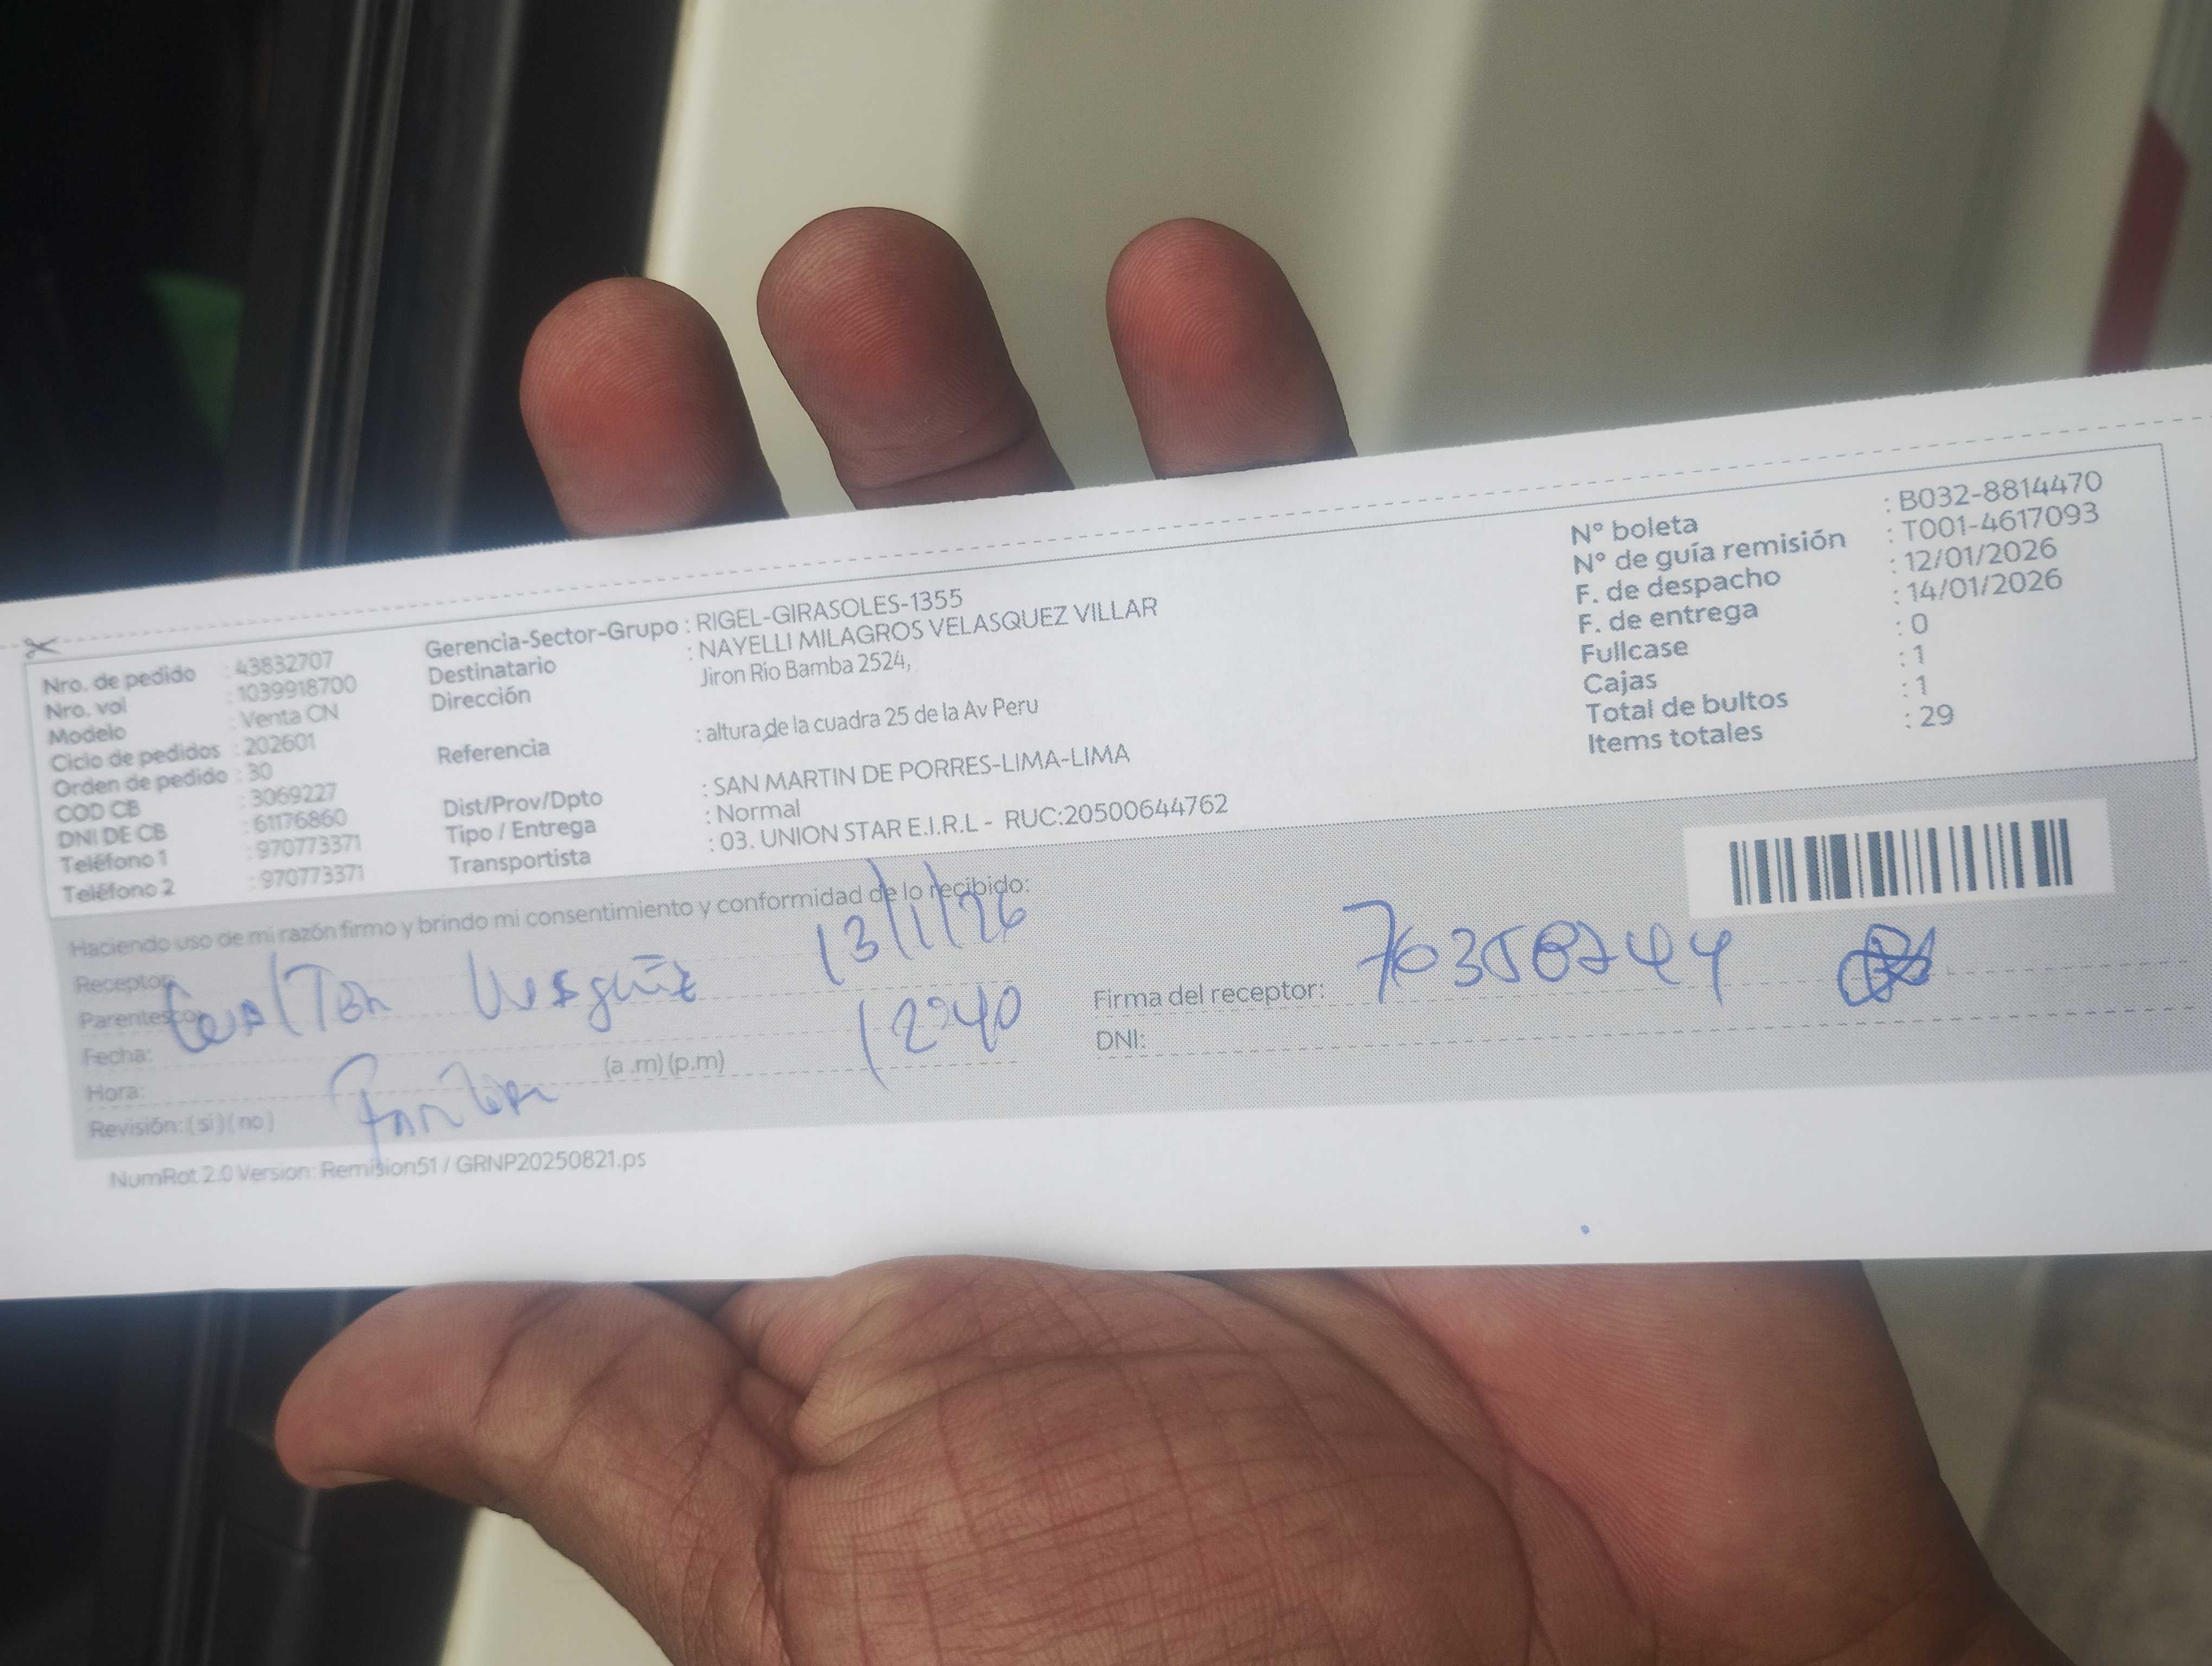 Nro. de pedido : 43832707
Nro. vol : 1039918700
Modelo : Venta CN
Ciclo de pedidos : 202601
Orden de pedido : 30
COD CB : 3069227
DNI DE CB : 61176860
Teléfono 1 : 970773371
Teléfono 2 : 970773371
Gerencia-Sector-Grupo : RIGEL-GIRASOLES-1355
Destinatario : NAYELLI MILAGROS VELASQUEZ VILLAR
Dirección Jiron Rio Bamba 2524,
Referencia : altura de la cuadra 25 de la Av Peru
Dist/Prov/Dpto : SAN MARTIN DE PORRES-LIMA-LIMA
Tipo / Entrega : Normal
Transportista : 03. UNION STAR E.I.R.L - RUC:20500644762
N° boleta : B032-8814470
N° de guía remisión : T001-4617093
F. de despacho : 12/01/2026
F. de entrega : 14/01/2026
Fullcase : 0
Cajas : 1
Total de bultos : 1
Items totales : 29
Haciendo uso de mi razón firmo y brindo mi consentimiento y conformidad de lo recibido:
Receptor: 13/1/26
Parentesco:
Fecha: 12:40
Hora: (a .m) (p.m)
Revisión: (si) (no)
Firma del receptor:
DNI:
NumRot 2.0 Version: Remision51 / GRNP20250821.ps